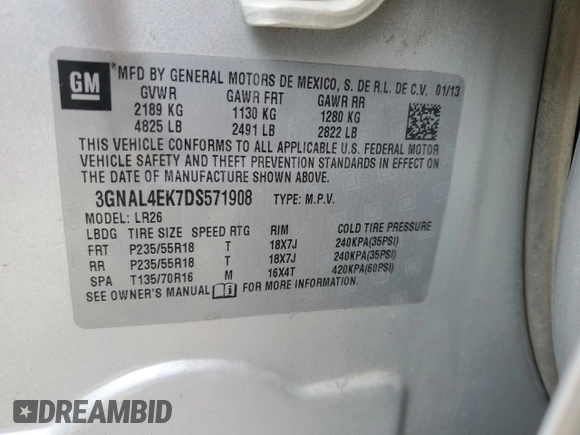 GM
*MFD BY GENERAL MOTORS DE MEXICO, S. DE R.L. DE C.V. 01/13
GVWR GAWR FRT GAWR RR
2189 KG 1130 KG 1280 KG
4825 LB 2491 LB 2822 LB
THIS VEHICLE CONFORMS TO ALL APPLICABLE U.S. FEDERAL MOTOR
VEHICLE SAFETY AND THEFT PREVENTION STANDARDS IN EFFECT ON
THE DATE OF MANUFACTURE SHOWN ABOVE.
3GNAL4EK7DS571908 TYPE: M.P.V.
MODEL: LR26
LBDG TIRE SIZE SPEED RTG RIM COLD TIRE PRESSURE
FRT P235/55R18 T 18X7J 240KPA(35PSI)
RR P235/55R18 T 18X7J 240KPA(35PSI)
SPA T135/70R16 M 16X4T 420KPA(60PSI)
SEE OWNER'S MANUAL FOR MORE INFORMATION.
DREAMBID